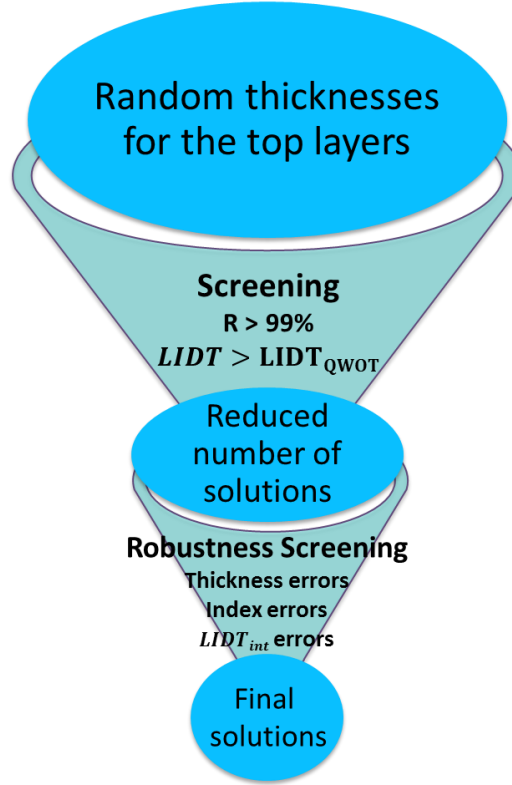 Random thicknesses
for the top layers
Screening
R > 99%
LIDT > LIDT_QWOT
Reduced
number of
solutions
Robustness Screening
Thickness errors
Index errors
LIDT_int errors
Final
solutions